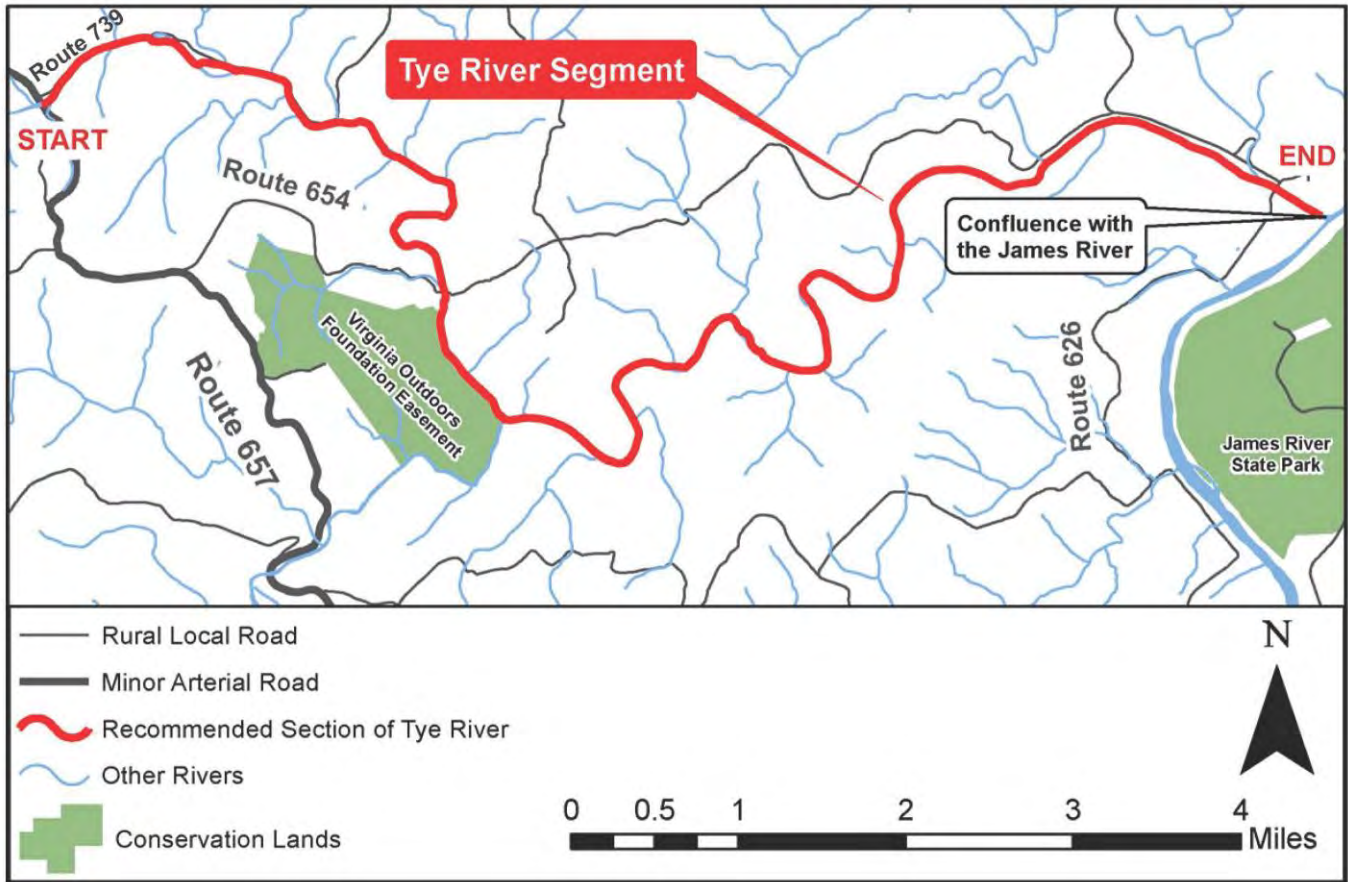 Route 739
Tye River Segment
START
END
Route 654
Confluence with
the James River
Virginia Outdoors
Foundation Easement
Route 657
Route 626
James River
State Park
Rural Local Road
Minor Arterial Road
Recommended Section of Tye River
Other Rivers
Conservation Lands
N
0 0.5 1 2 3 4
Miles